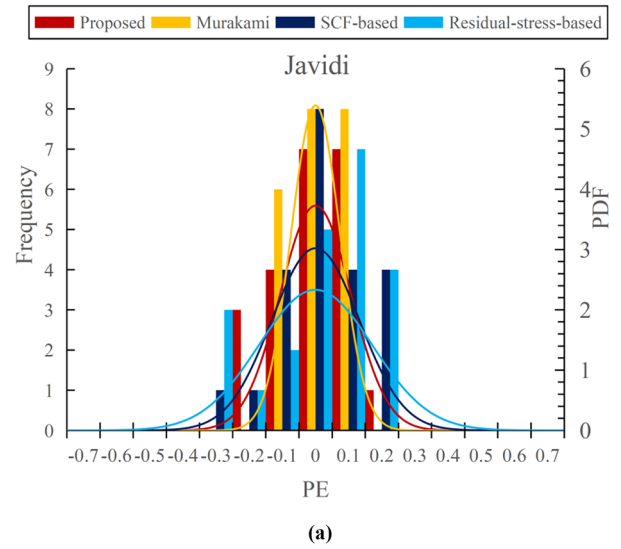 Proposed Murakami SCF-based Residual-stress-based
Javidi
9 8 7 6 5 4 3 2 1 0
Frequency
6 5 4 3 2 1 0
PDF
-0.7 -0.6 -0.5 -0.4 -0.3 -0.2 -0.1 0 0.1 0.2 0.3 0.4 0.5 0.6 0.7
PE
(a)